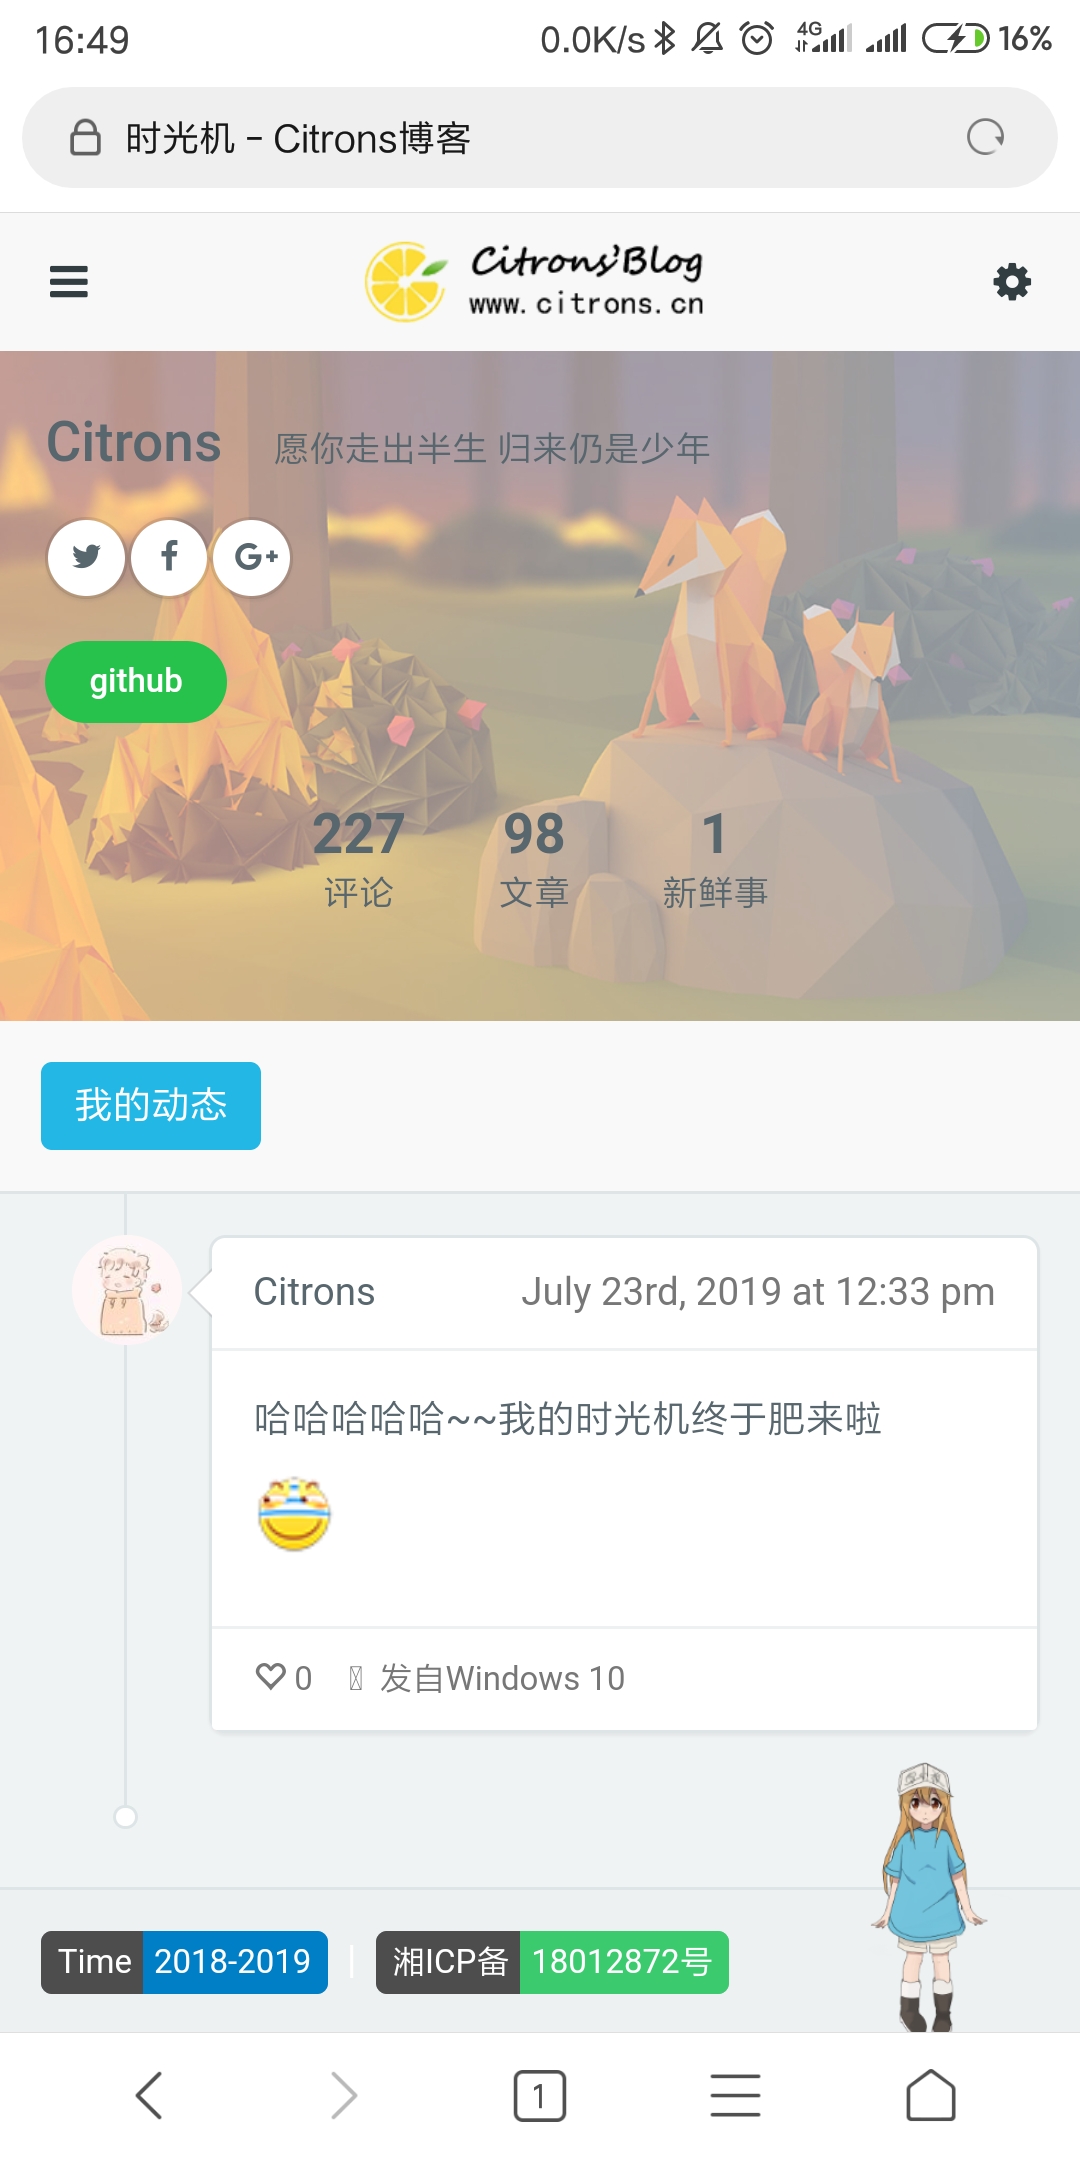 16:49 0.0K/s 4G 16%
时光机 - Citrons博客
Citrons'Blog
www.citrons.cn
Citrons 愿你走出半生 归来仍是少年
G+
github
227 98 1
评论 文章 新鲜事
我的动态
Citrons July 23rd, 2019 at 12:33 pm
哈哈哈哈哈~~我的时光机终于肥来啦
0 发自Windows 10
Time 2018-2019 | 湘ICP备 18012872号
1